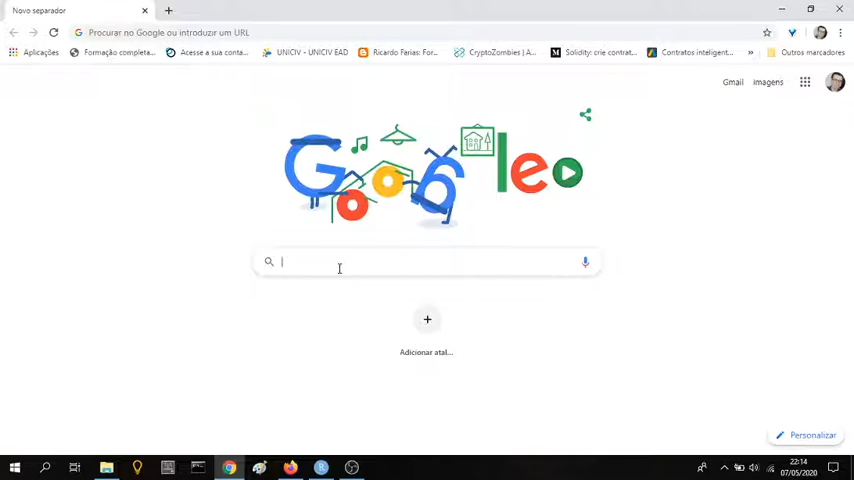 Novo separador
Procurar no Google ou introduzir um URL
Aplicações
Formação completa...
Acesse a sua conta...
UNICIV - UNICIV EAD
Ricardo Farias: For...
CryptoZombies | A...
Solidity: crie contrat...
Contratos inteligent...
»
Outros marcadores
Gmail
Imagens
Google
Adicionar atal...
Personalizar
22:14
07/05/2020